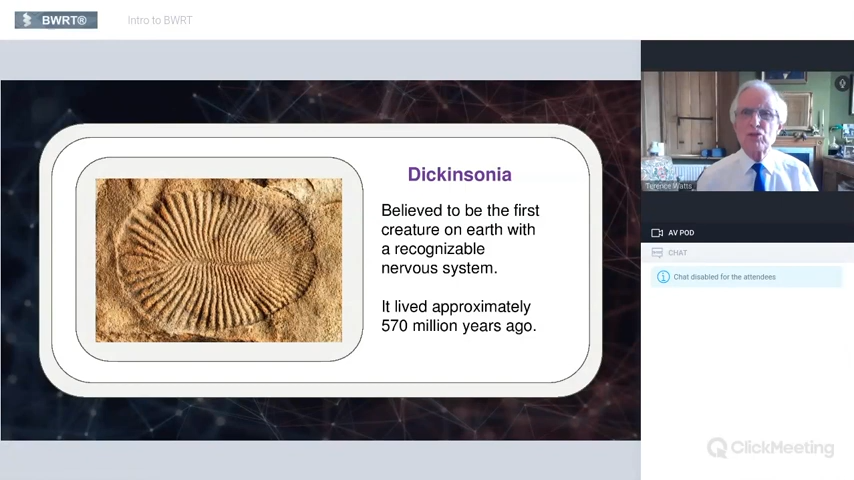 BWRT®
Intro to BWRT
Dickinsonia
Believed to be the first
creature on earth with
a recognizable
nervous system.
It lived approximately
570 million years ago.
Terence Watts
AV POD
CHAT
Chat disabled for the attendees
ClickMeeting